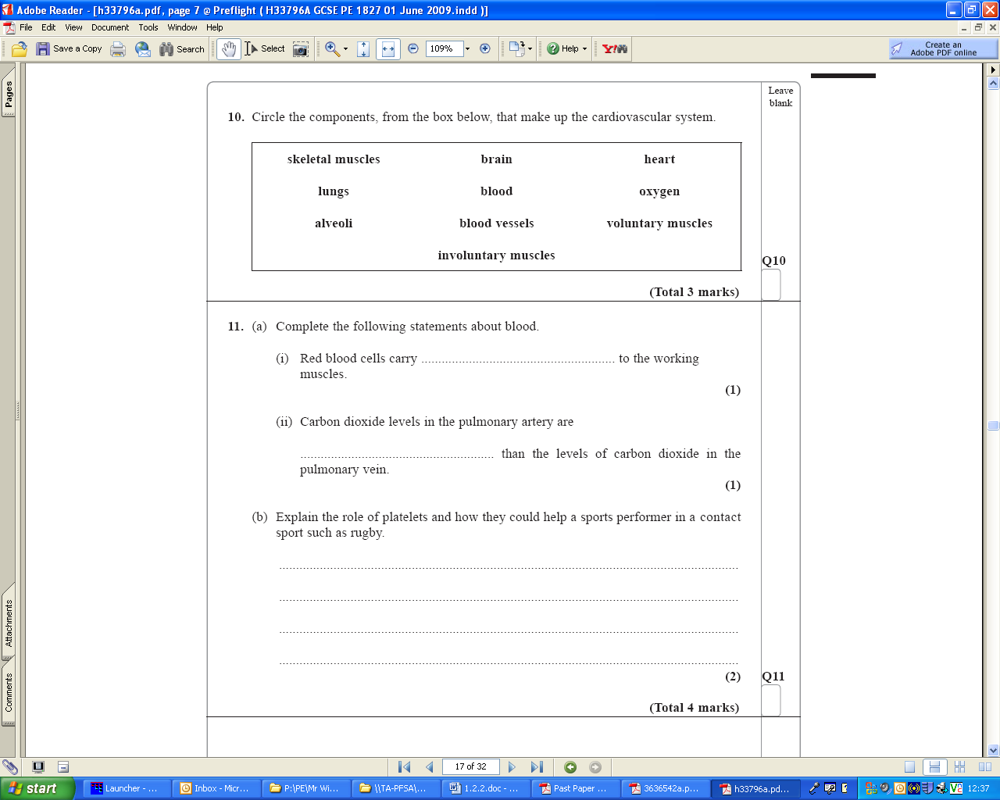 Adobe Reader - [h33796a.pdf, page 7 @ Preflight ( H33796A GCSE PE 1827 01 June 2009.indd )]
File Edit View Document Tools Window Help
Save a Copy Search Select 109% Help Y! Create an
Adobe PDF online
Pages
Leave
blank
10. Circle the components, from the box below, that make up the cardiovascular system.
skeletal muscles brain heart
lungs blood oxygen
alveoli blood vessels voluntary muscles
involuntary muscles
Q10
(Total 3 marks)
11. (a) Complete the following statements about blood.
(i) Red blood cells carry ......................................................... to the working
muscles.
(1)
(ii) Carbon dioxide levels in the pulmonary artery are
......................................................... than the levels of carbon dioxide in the
pulmonary vein.
(1)
(b) Explain the role of platelets and how they could help a sports performer in a contact
sport such as rugby.
.......................................................................................................................................
.......................................................................................................................................
.......................................................................................................................................
.......................................................................................................................................
(2) Q11
(Total 4 marks)
Attachments
Comments
17 of 32
start Launcher - ... Inbox - Micr... P:\PE\Mr Wi... \\TA-PFSA\... 1.2.2.doc - ... Past Paper ... 3636542a.p... h33796a.pd... 12:37